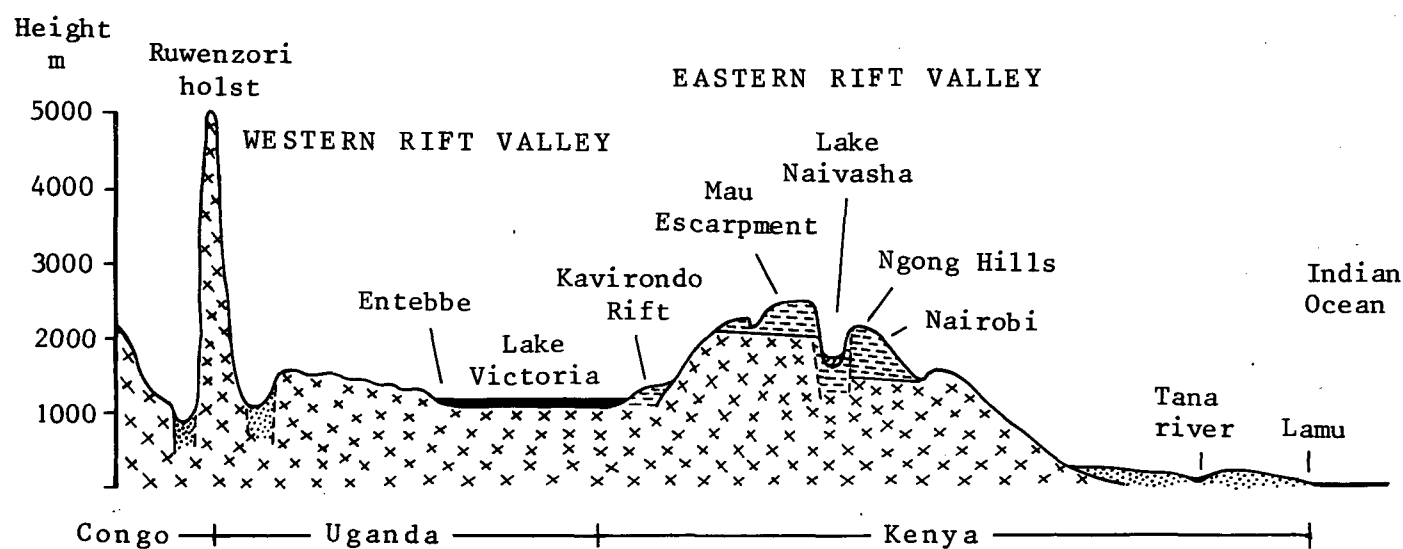 Height
m
Ruwenzori
holst
EASTERN RIFT VALLEY
WESTERN RIFT VALLEY
5000
4000
3000
2000
1000
Entebbe
Lake
Victoria
Kavirondo
Rift
Mau
Escarpment
Lake
Naivasha
Ngong Hills
Nairobi
Indian
Ocean
Tana
river
Lamu
Congo
Uganda
Kenya